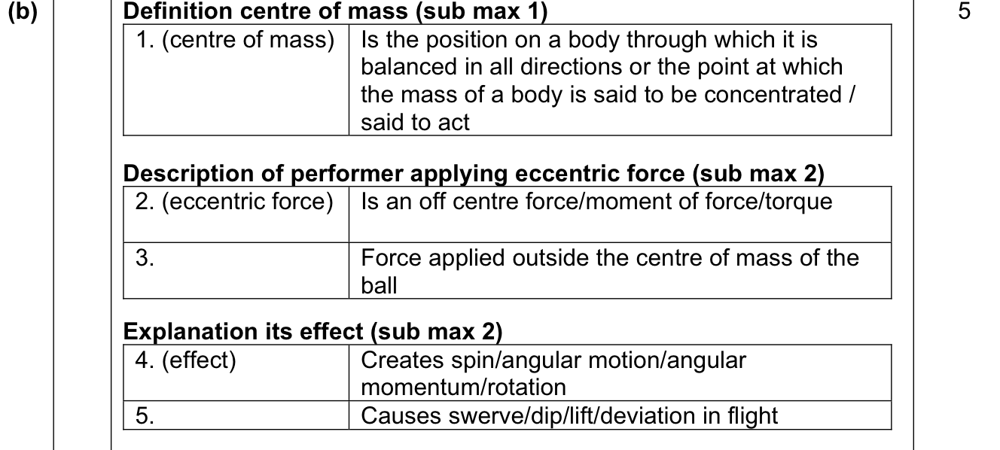 (b)
Definition centre of mass (sub max 1)
5
1. (centre of mass)
Is the position on a body through which it is
balanced in all directions or the point at which
the mass of a body is said to be concentrated /
said to act
Description of performer applying eccentric force (sub max 2)
2. (eccentric force)
Is an off centre force/moment of force/torque
3.
Force applied outside the centre of mass of the
ball
Explanation its effect (sub max 2)
4. (effect)
Creates spin/angular motion/angular
momentum/rotation
5.
Causes swerve/dip/lift/deviation in flight